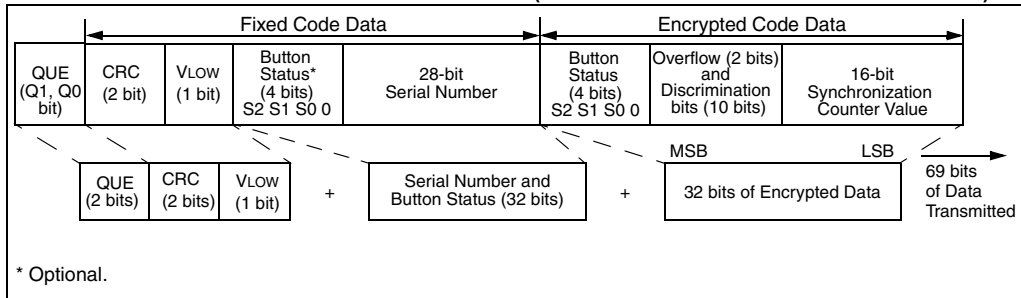 Fixed Code Data
Encrypted Code Data
QUE
(Q1, Q0
bit)
CRC
(2 bit)
VLOW
(1 bit)
Button
Status*
(4 bits)
S2 S1 S0 0
28-bit
Serial Number
Button
Status
(4 bits)
S2 S1 S0 0
Overflow (2 bits)
and
Discrimination
bits (10 bits)
16-bit
Synchronization
Counter Value
MSB
LSB
QUE
(2 bits)
CRC
(2 bits)
VLOW
(1 bit)
+
Serial Number and
Button Status (32 bits)
+
32 bits of Encrypted Data
69 bits
of Data
Transmitted
* Optional.